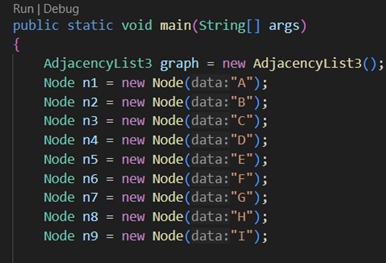 Run | Debug
public static void main(String[] args)
{
AdjacencyList3 graph = new AdjacencyList3();
Node n1 = new Node(data:"A");
Node n2 = new Node(data:"B");
Node n3 = new Node(data:"C");
Node n4 = new Node(data:"D");
Node n5 = new Node(data:"E");
Node n6 = new Node(data:"F");
Node n7 = new Node(data:"G");
Node n8 = new Node(data:"H");
Node n9 = new Node(data:"I");